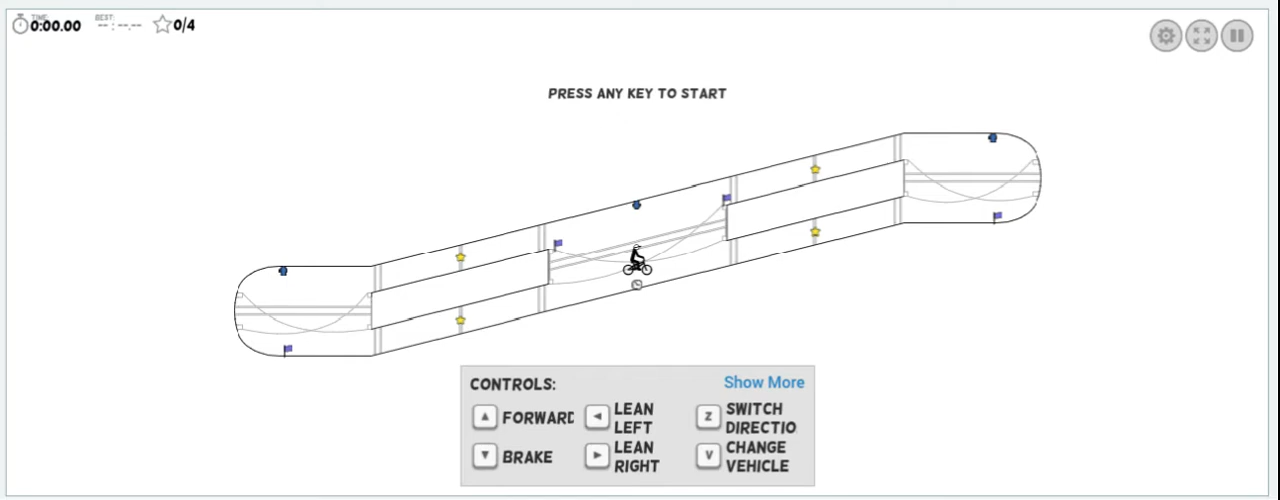 TIME:
0:00.00
BEST:
--:--.--
0/4
PRESS ANY KEY TO START
CONTROLS:
Show More
FORWARD
LEAN
LEFT
Z
SWITCH
DIRECTIO
BRAKE
LEAN
RIGHT
V
CHANGE
VEHICLE